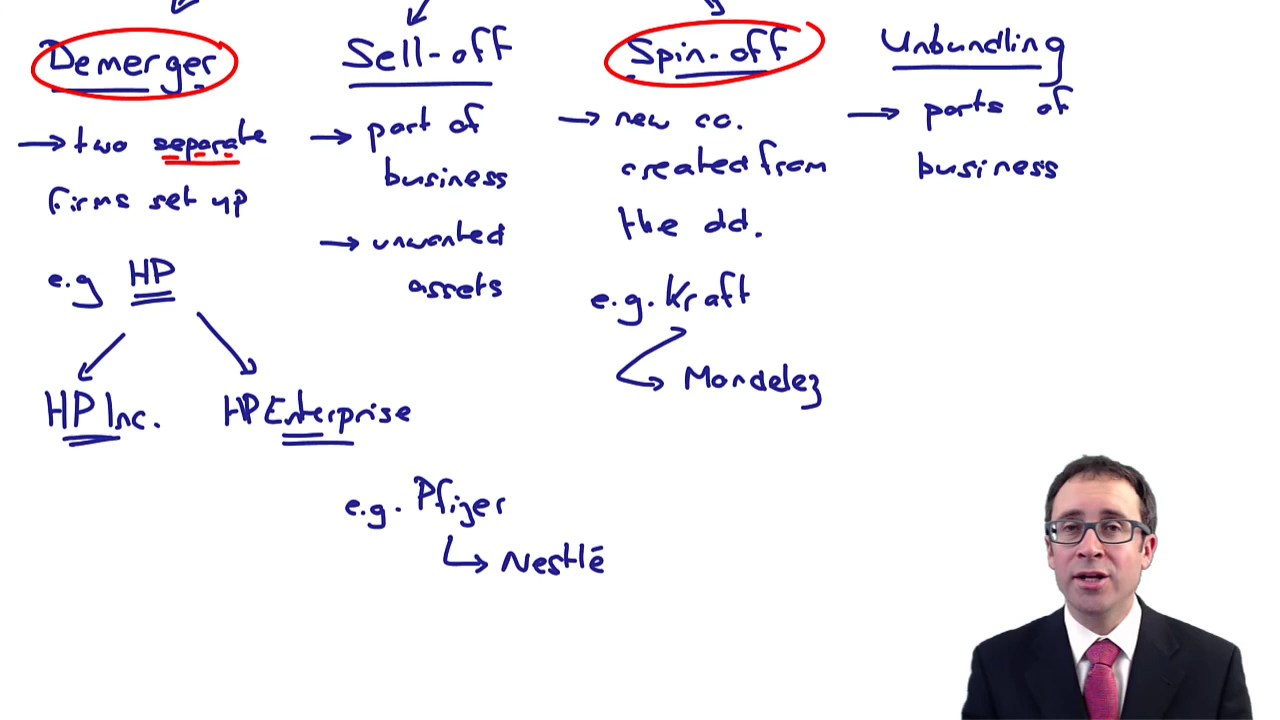 Demerger
→ two separate
firms set up
e.g HP
HP Inc. HP Enterprise
Sell-off
→ part of
business
→ unwanted
assets
e.g. Pfizer
↳ Nestlé
Spin-off
→ new co.
created from
the old.
e.g. Kraft
Mondelez
Unbundling
→ parts of
business